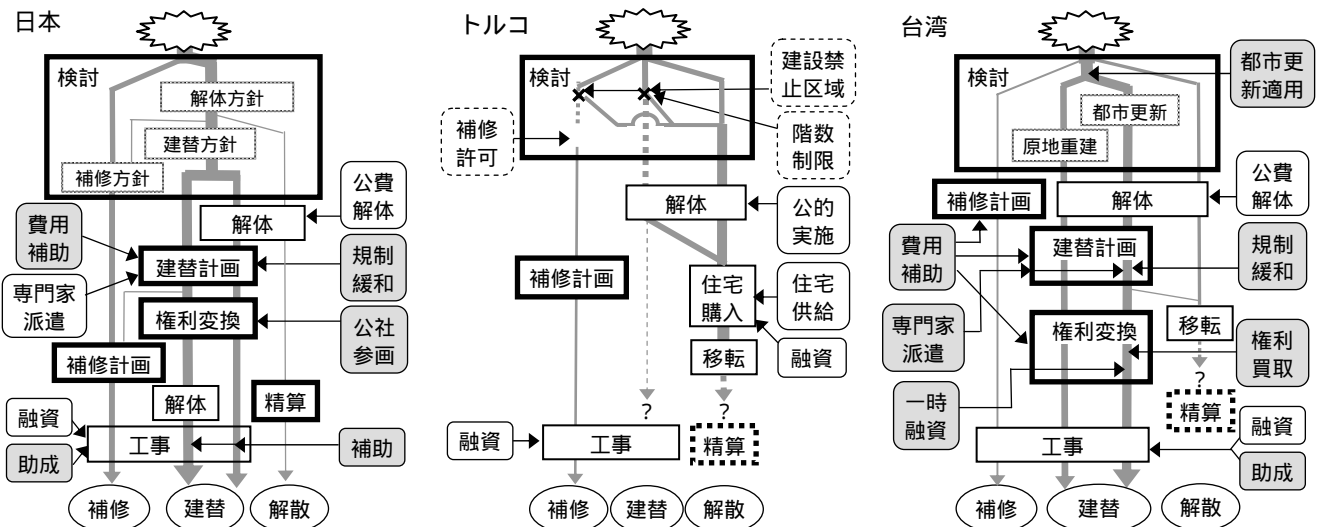 日本
検討
解体方針
建替方針
補修方針
公費
解体
解体
費用
補助
建替計画
規制
緩和
専門家
派遣
権利変換
公社
参画
補修計画
解体
精算
融資
工事
助成
補助
補修
建替
解散
トルコ
検討
建設禁
止区域
補修
許可
階数
制限
解体
公的
実施
補修計画
住宅
購入
住宅
供給
移転
融資
?
?
融資
工事
精算
補修
建替
解散
台湾
検討
都市更
新適用
都市更新
原地重建
公費
解体
補修計画
解体
費用
補助
建替計画
規制
緩和
専門家
派遣
権利変換
移転
権利
買取
?
一時
融資
精算
融資
工事
助成
補修
建替
解散